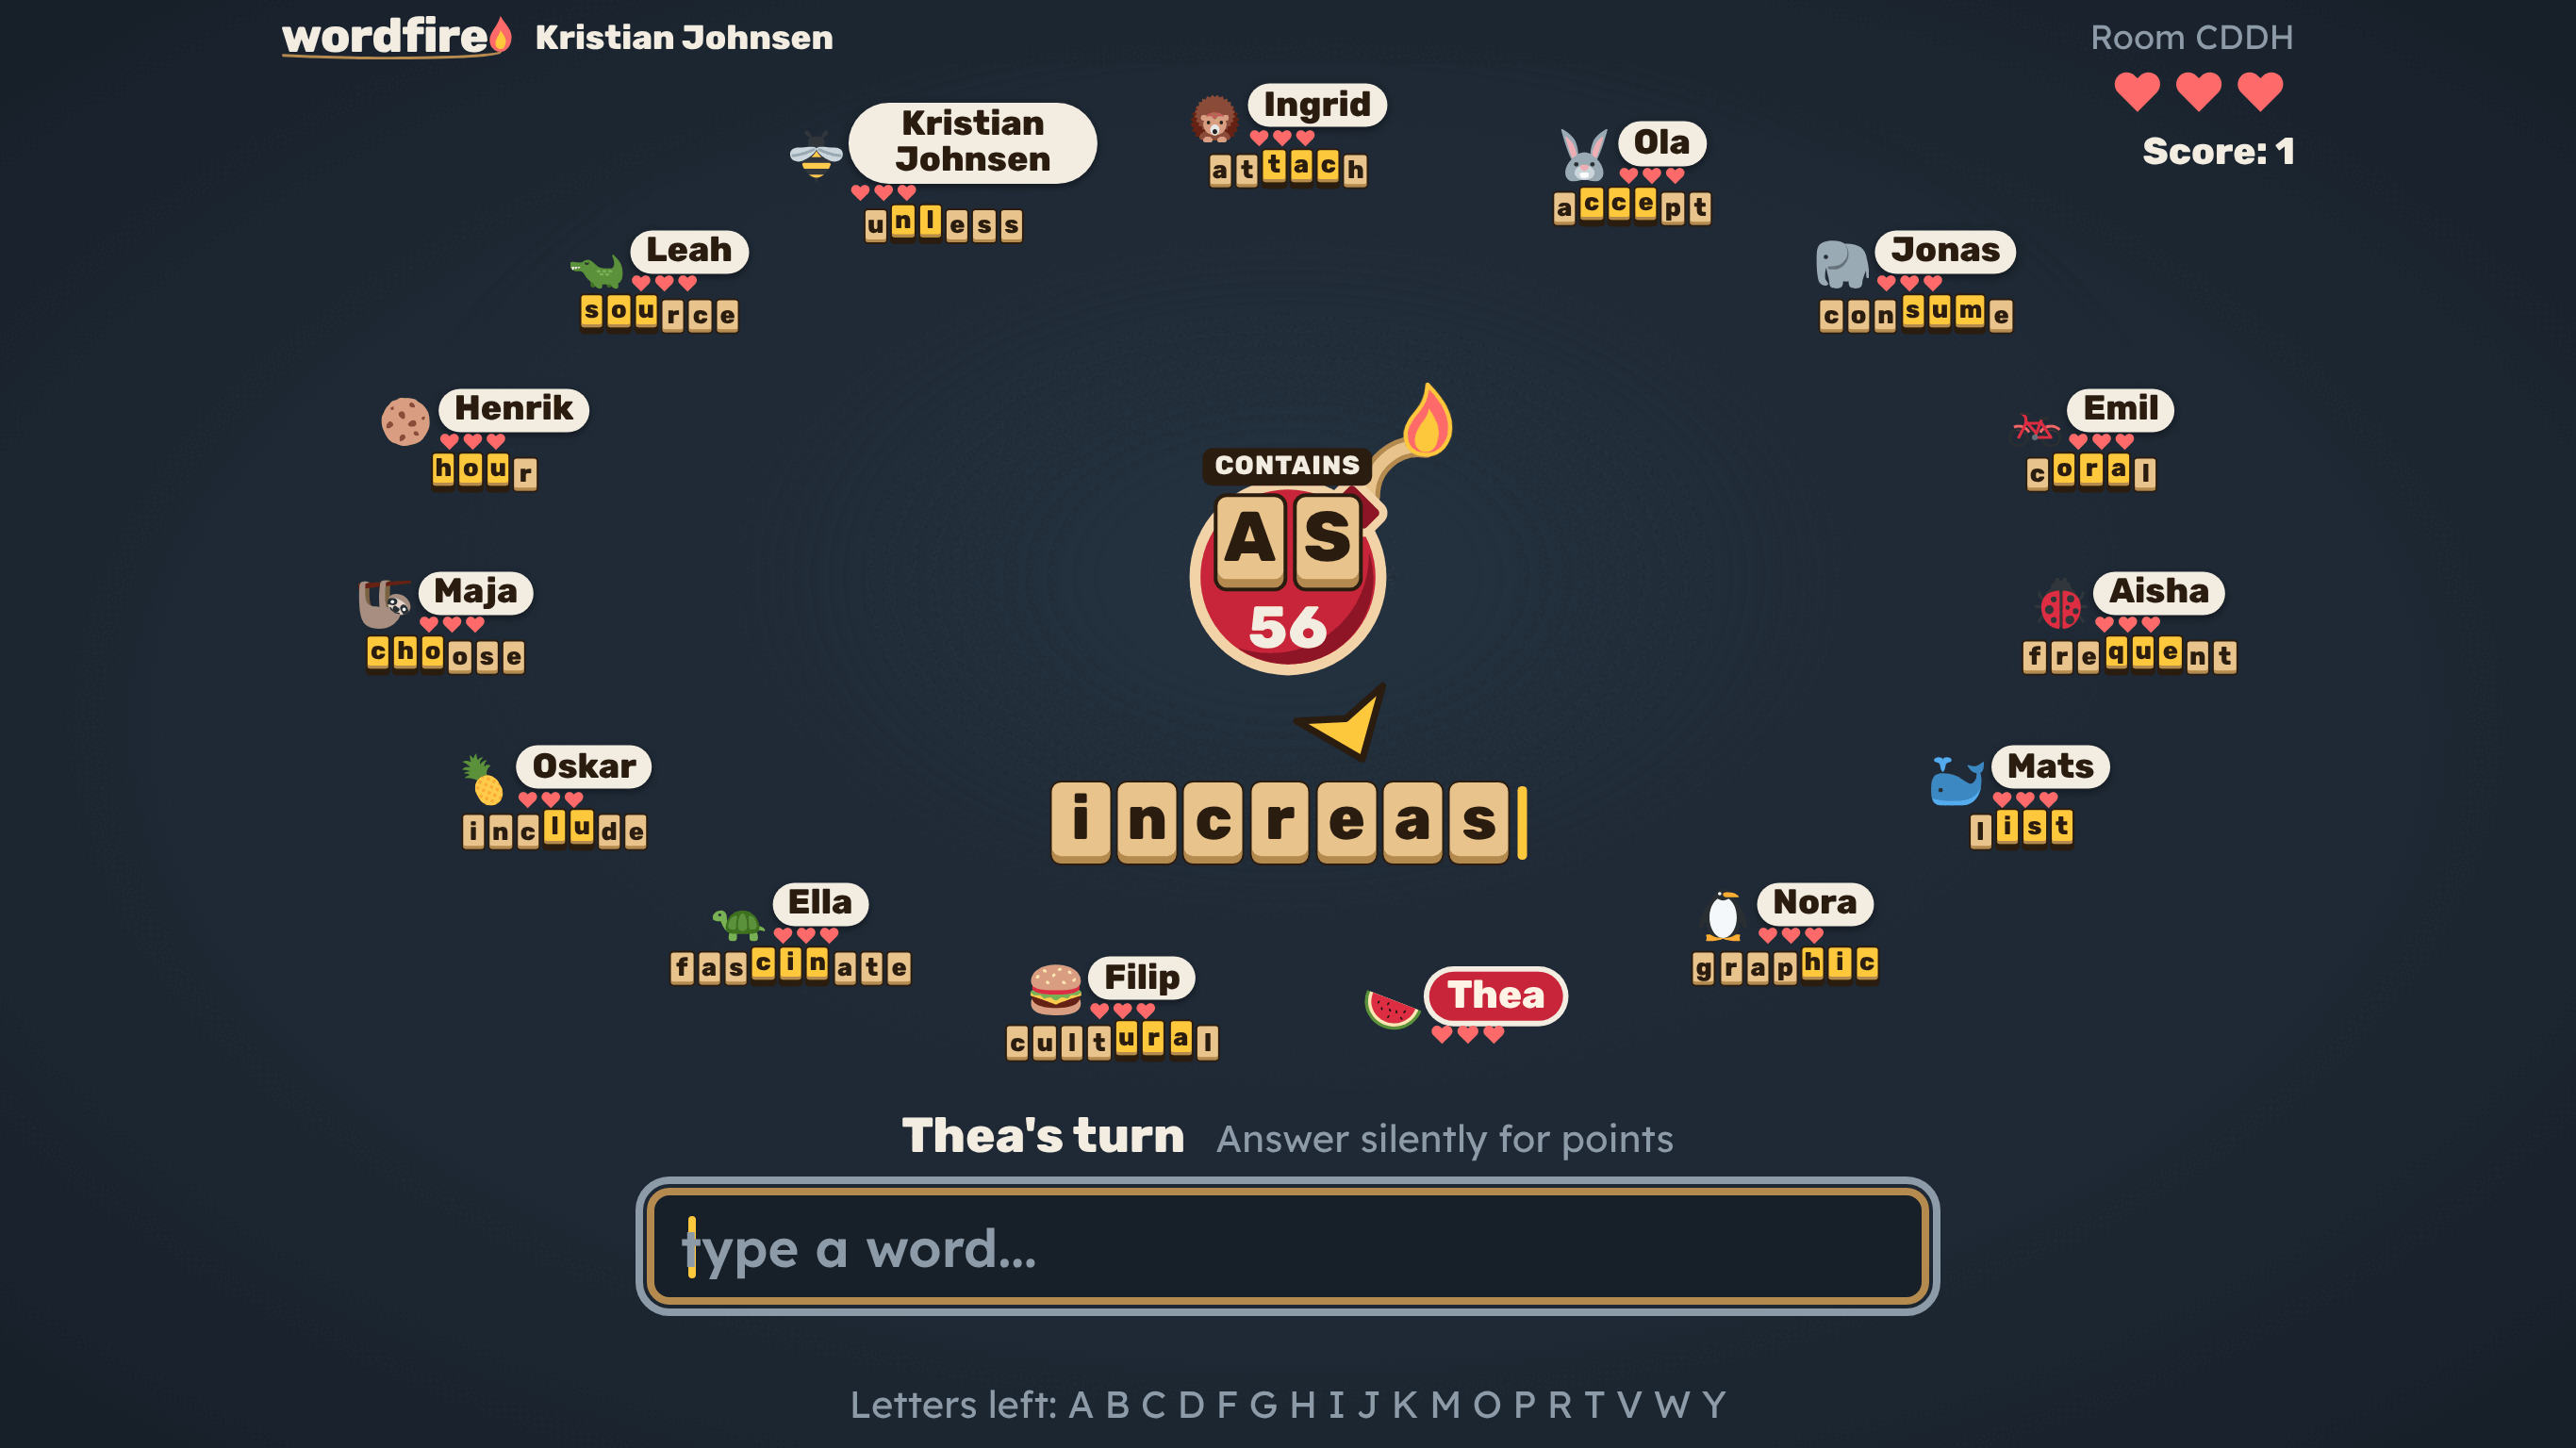 wordfire Kristian Johnsen
Room CDDH
Score: 1
Kristian
Johnsen
unless
Ingrid
attach
Ola
accept
Leah
source
Jonas
consume
Henrik
hour
Emil
coral
CONTAINS
AS
56
Maja
choose
Aisha
frequent
Oskar
include
Mats
list
increas
Ella
fascinate
Nora
graphic
Filip
cultural
Thea
Thea's turn Answer silently for points
type a word...
Letters left: A B C D F G H I J K M O P R T V W Y